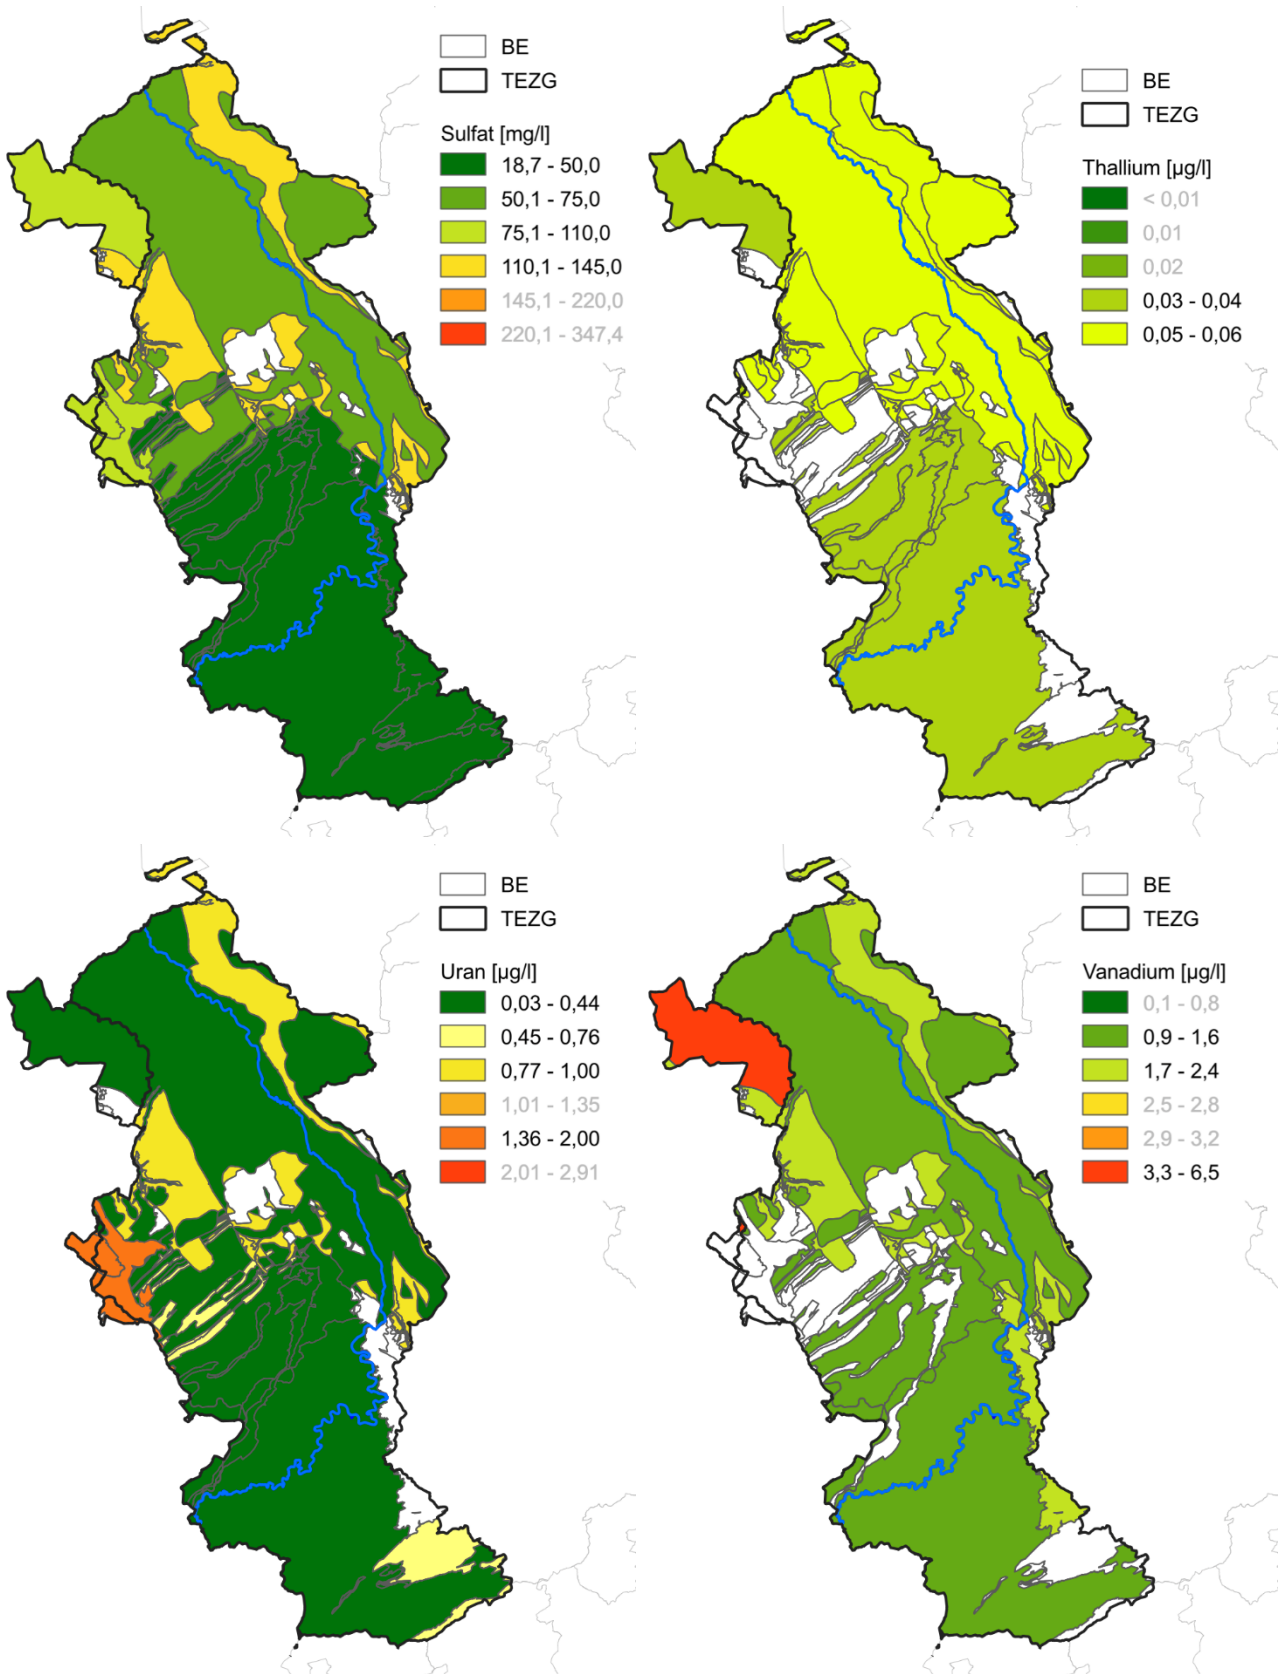 BE
TEZG
Sulfat [mg/l]
18,7 - 50,0
50,1 - 75,0
75,1 - 110,0
110,1 - 145,0
145,1 - 220,0
220,1 - 347,4
BE
TEZG
Thallium [µg/l]
< 0,01
0,01
0,02
0,03 - 0,04
0,05 - 0,06
BE
TEZG
Uran [µg/l]
0,03 - 0,44
0,45 - 0,76
0,77 - 1,00
1,01 - 1,35
1,36 - 2,00
2,01 - 2,91
BE
TEZG
Vanadium [µg/l]
0,1 - 0,8
0,9 - 1,6
1,7 - 2,4
2,5 - 2,8
2,9 - 3,2
3,3 - 6,5